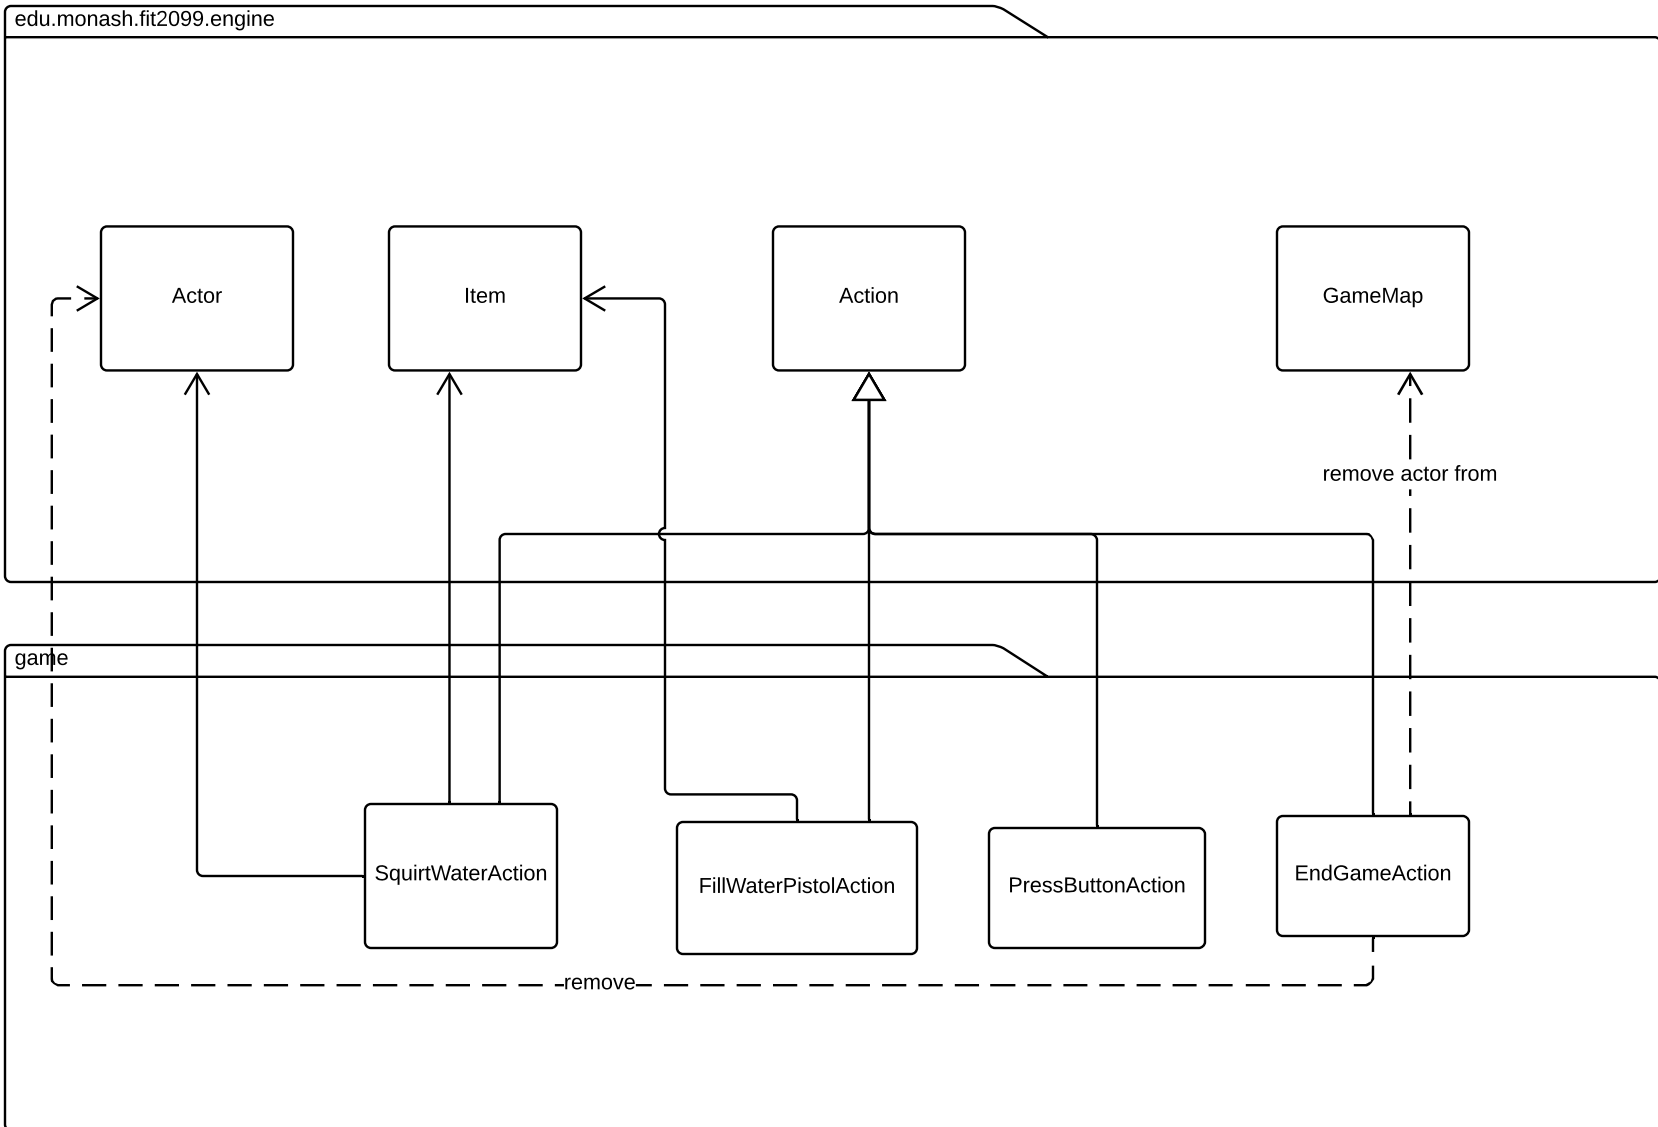 edu.monash.fit2099.engine
Actor
Item
Action
GameMap
remove actor from
game
SquirtWaterAction
FillWaterPistolAction
PressButtonAction
EndGameAction
remove